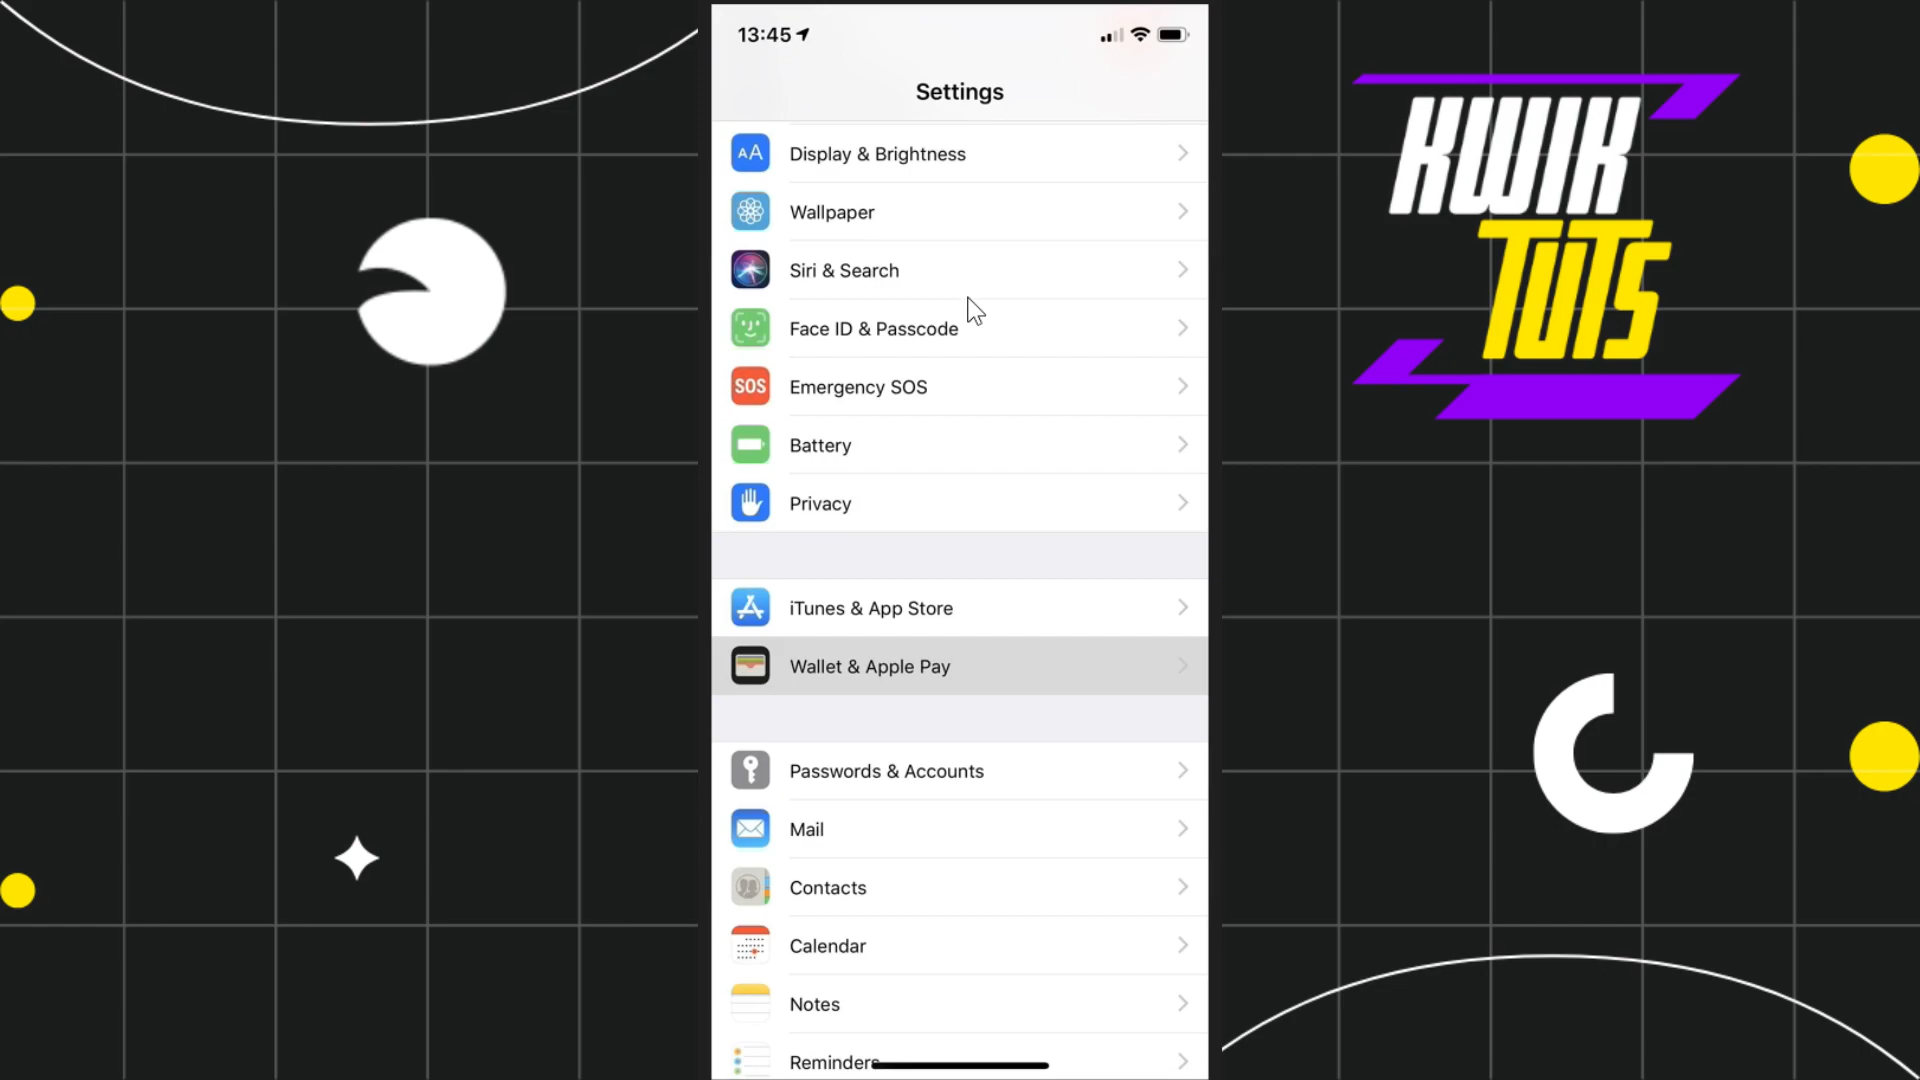 13:45
Settings
AA Display & Brightness
Wallpaper
Siri & Search
Face ID & Passcode
SOS Emergency SOS
Battery
Privacy
iTunes & App Store
Wallet & Apple Pay
Passwords & Accounts
Mail
Contacts
Calendar
Notes
Reminders
KWIK
TUTS